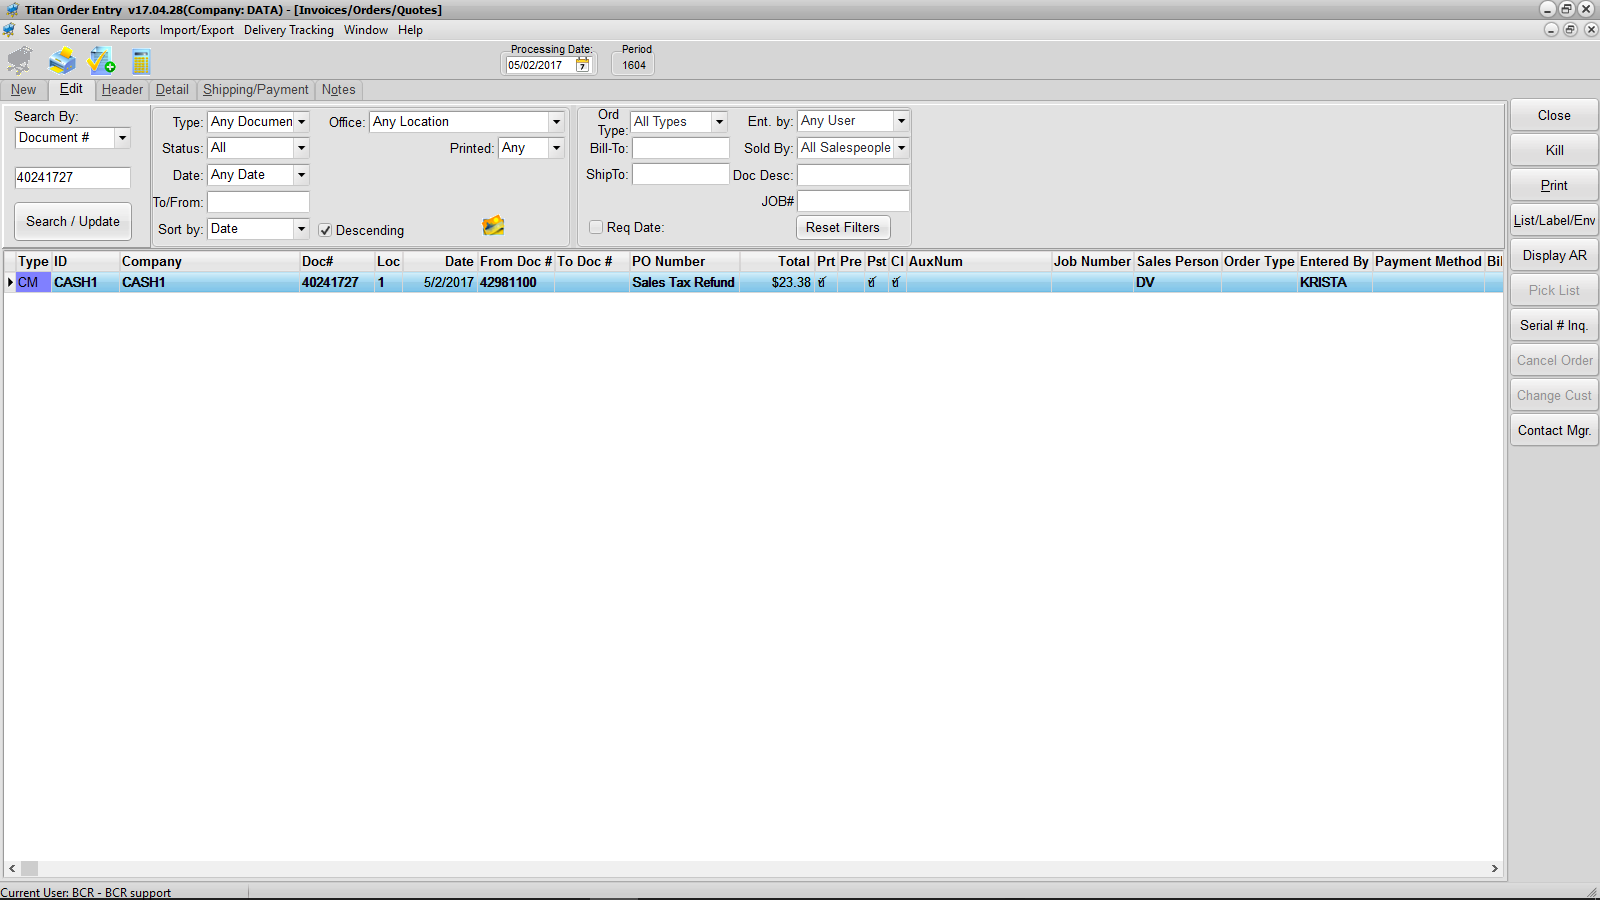 Titan Order Entry  v17.04.28(Company: DATA) - [Invoices/Orders/Quotes]
Sales General Reports Import/Export Delivery Tracking Window Help
Processing Date: Period
05/02/2017 7 1604
New Edit Header Detail Shipping/Payment Notes
Search By:
Document #
40241727
Search / Update
Type: Any Documen Office: Any Location
Status: All Printed: Any
Date: Any Date
To/From:
Sort by: Date Descending
Ord Type: All Types Ent. by: Any User
Bill-To: Sold By: All Salespeople
ShipTo: Doc Desc:
JOB#
Req Date: Reset Filters
Type ID Company Doc# Loc Date From Doc # To Doc # PO Number Total Prt Pre Pst Cl AuxNum Job Number Sales Person Order Type Entered By Payment Method Bil
CM CASH1 CASH1 40241727 1 5/2/2017 42981100 Sales Tax Refund $23.38 DV KRISTA
Close
Kill
Print
List/Label/Env
Display AR
Pick List
Serial # Inq.
Cancel Order
Change Cust
Contact Mgr.
Current User: BCR - BCR support